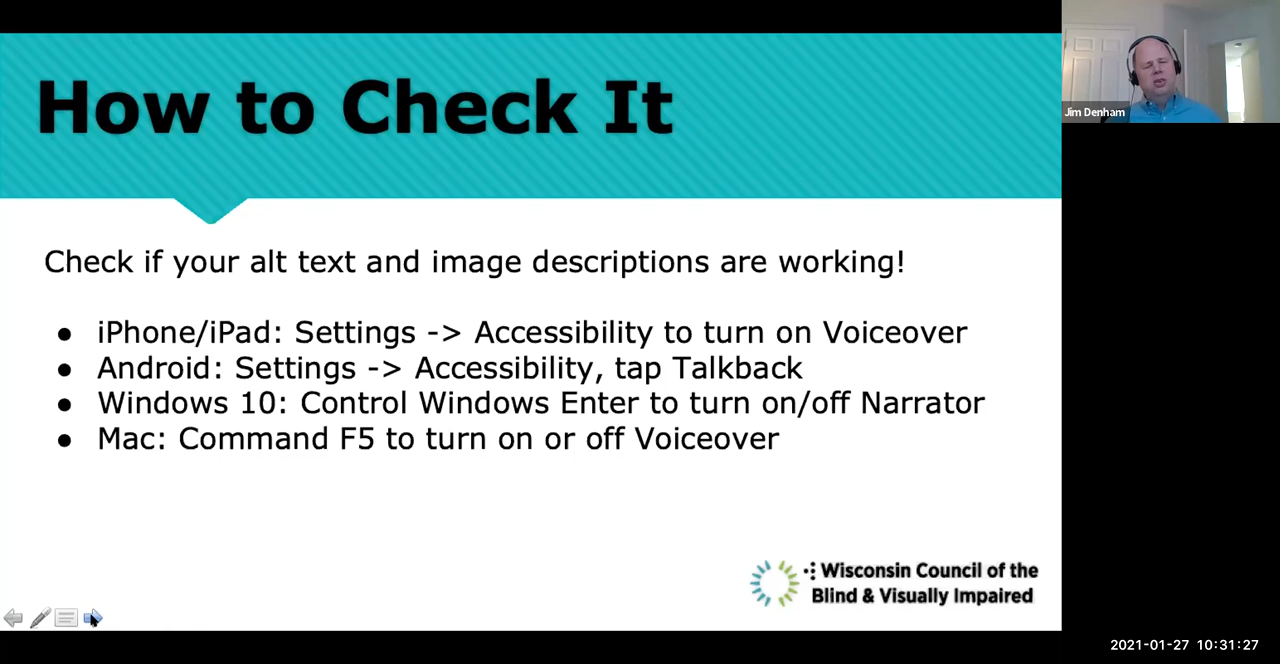 How to Check It
Jim Denham
Check if your alt text and image descriptions are working!
● iPhone/iPad: Settings -> Accessibility to turn on Voiceover
● Android: Settings -> Accessibility, tap Talkback
● Windows 10: Control Windows Enter to turn on/off Narrator
● Mac: Command F5 to turn on or off Voiceover
Wisconsin Council of the
Blind & Visually Impaired
2021-01-27 10:31:27